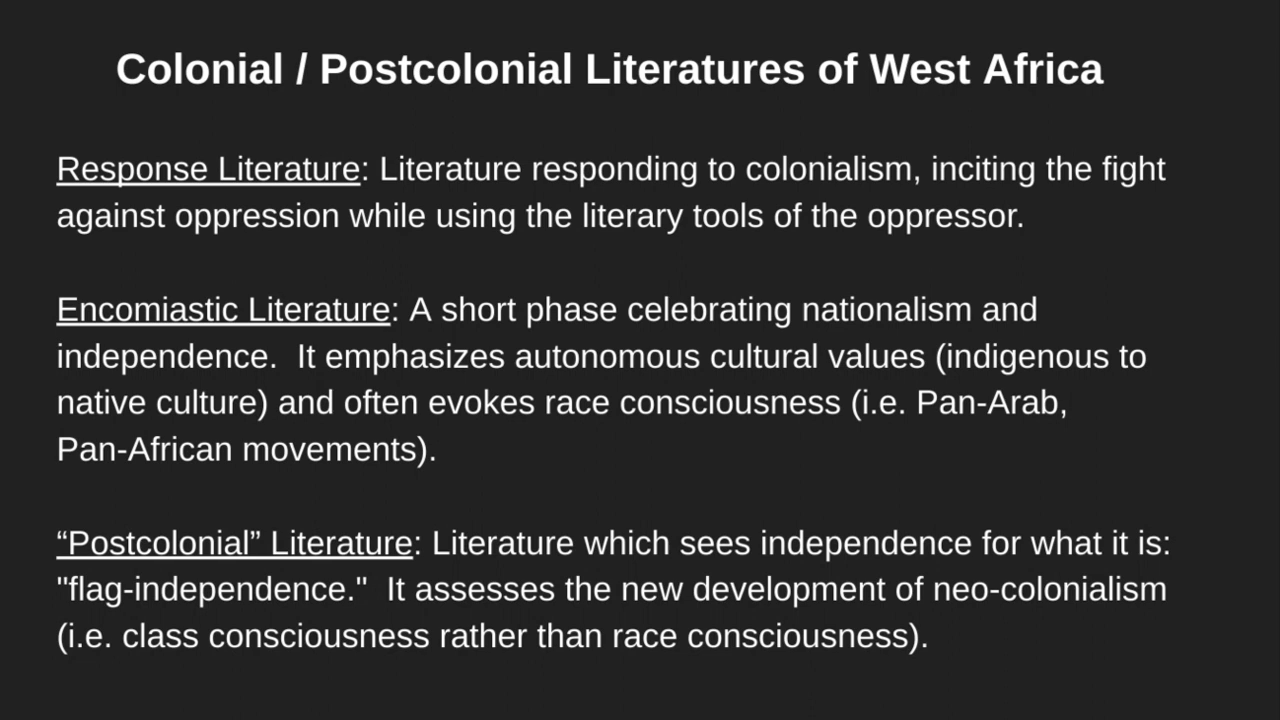 Colonial / Postcolonial Literatures of West Africa
Response Literature: Literature responding to colonialism, inciting the fight
against oppression while using the literary tools of the oppressor.
Encomiastic Literature: A short phase celebrating nationalism and
independence.  It emphasizes autonomous cultural values (indigenous to
native culture) and often evokes race consciousness (i.e. Pan-Arab,
Pan-African movements).
“Postcolonial” Literature: Literature which sees independence for what it is:
"flag-independence."  It assesses the new development of neo-colonialism
(i.e. class consciousness rather than race consciousness).